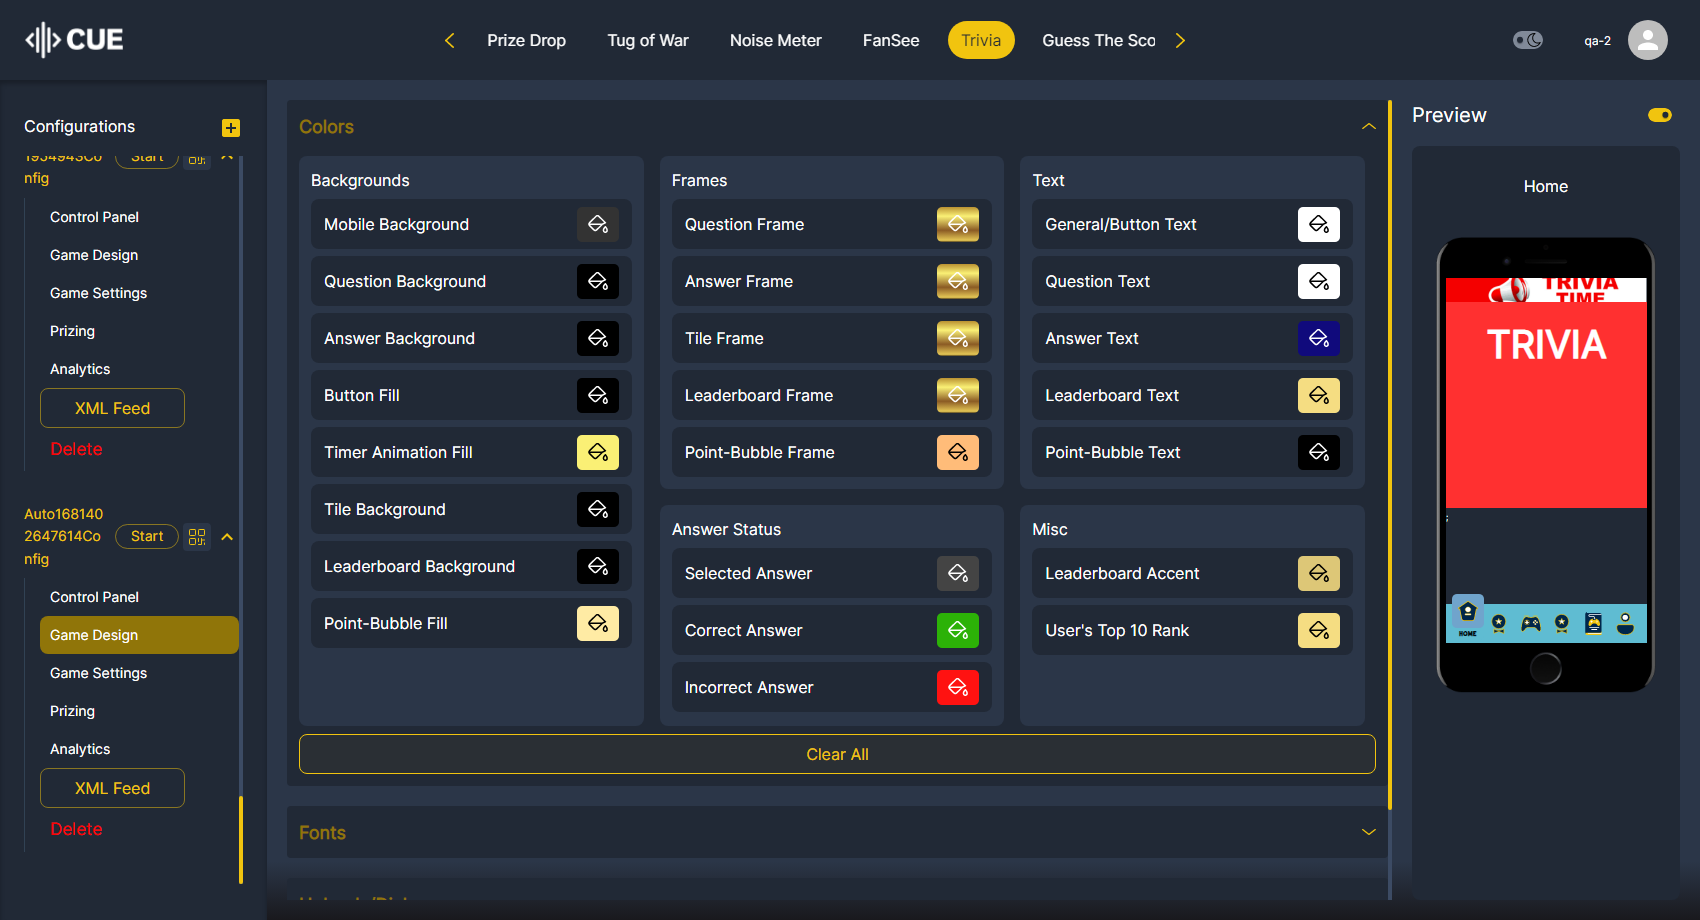 CUE
Prize Drop
Tug of War
Noise Meter
FanSee
Trivia
Guess The Sco
qa-2
Configurations
1954943Co
nfig
Start
Control Panel
Game Design
Game Settings
Prizing
Analytics
XML Feed
Delete
Auto168140
2647614Co
nfig
Start
Control Panel
Game Design
Game Settings
Prizing
Analytics
XML Feed
Delete
Colors
Backgrounds
Mobile Background
Question Background
Answer Background
Button Fill
Timer Animation Fill
Tile Background
Leaderboard Background
Point-Bubble Fill
Frames
Question Frame
Answer Frame
Tile Frame
Leaderboard Frame
Point-Bubble Frame
Text
General/Button Text
Question Text
Answer Text
Leaderboard Text
Point-Bubble Text
Answer Status
Selected Answer
Correct Answer
Incorrect Answer
Misc
Leaderboard Accent
User's Top 10 Rank
Clear All
Fonts
Preview
Home
TRIVIA
TIME
TRIVIA
HOME